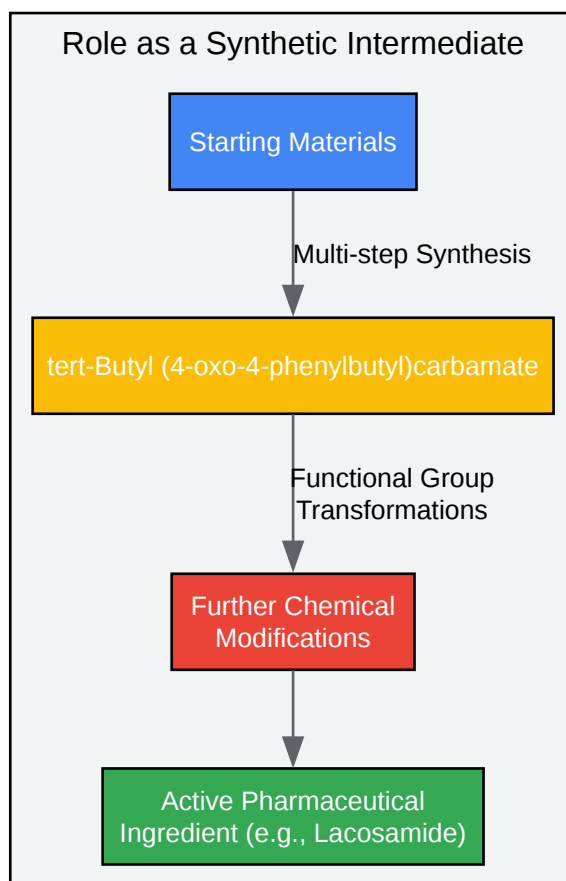 Role as a Synthetic Intermediate
Starting Materials
Multi-step Synthesis
tert-Butyl (4-oxo-4-phenylbutyl)carbamate
Functional Group
Transformations
Further Chemical
Modifications
Active Pharmaceutical
Ingredient (e.g., Lacosamide)